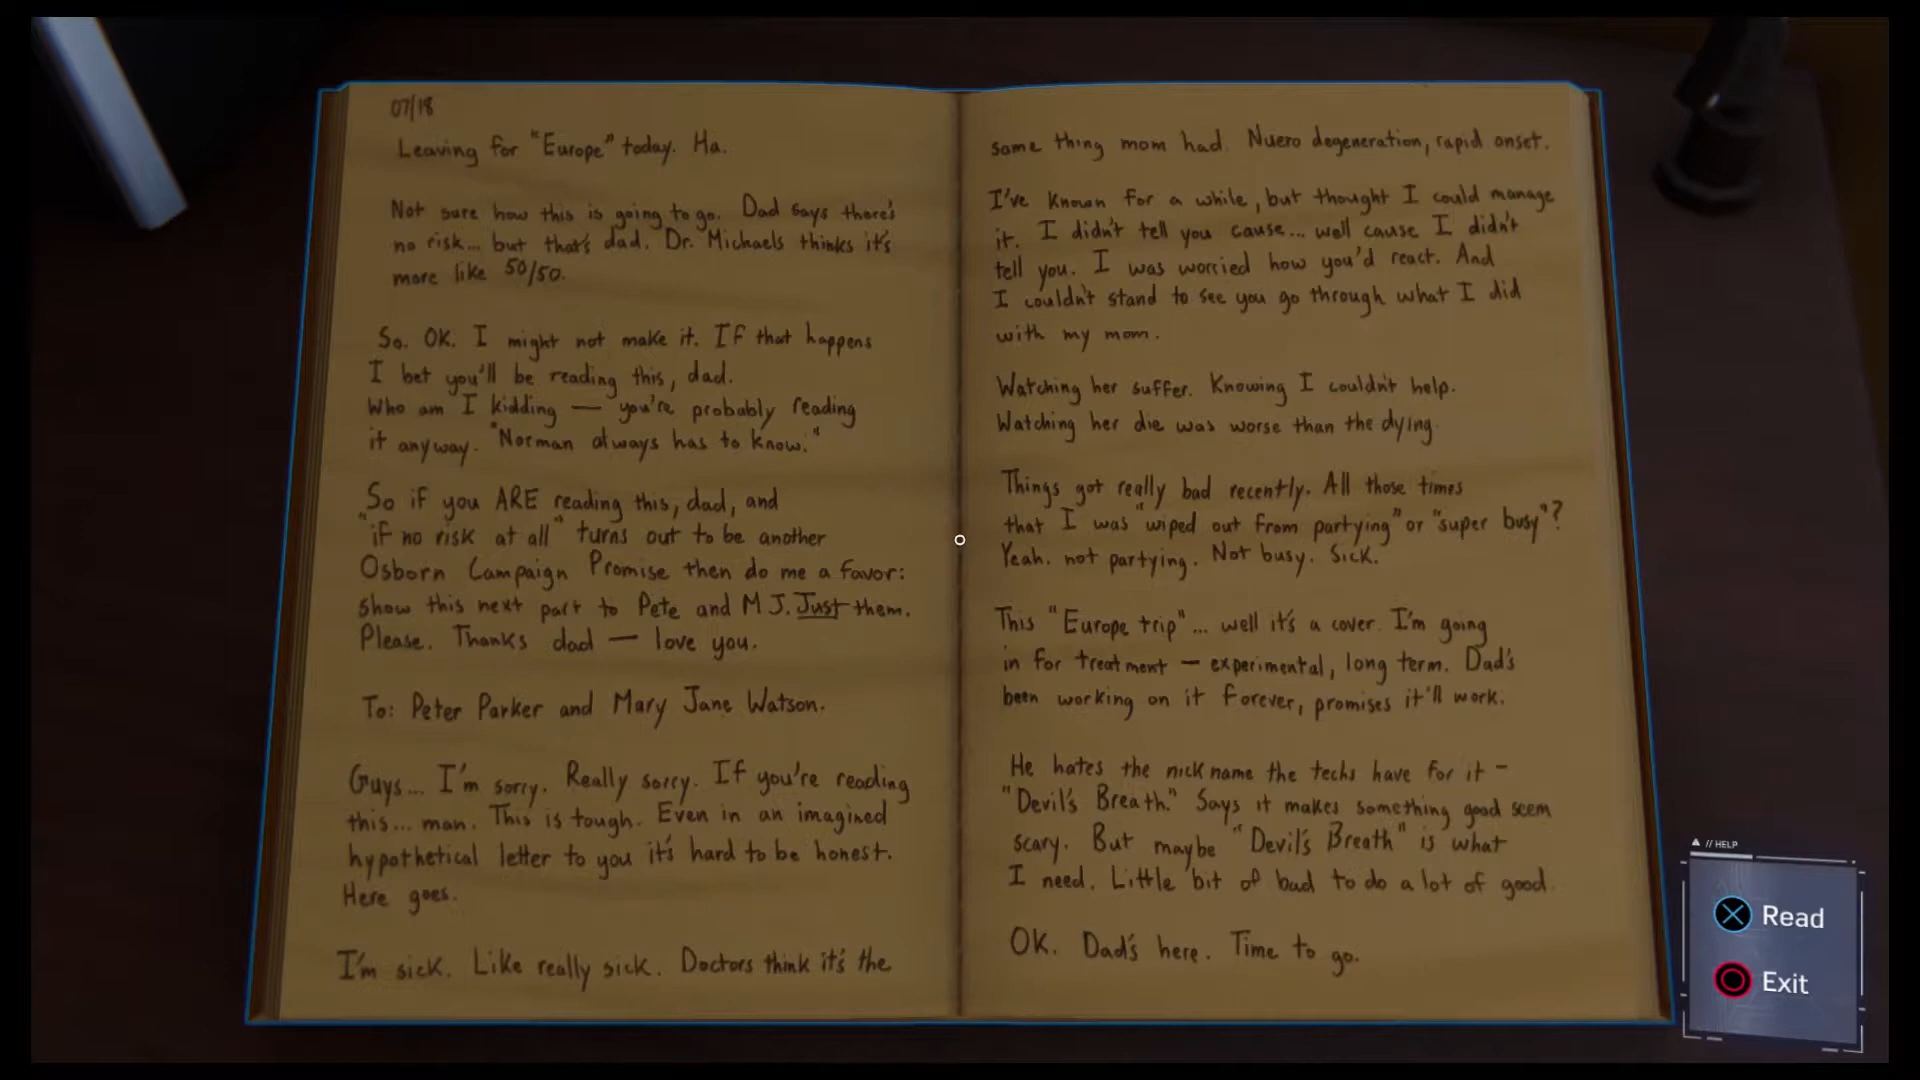 07/18
Leaving for "Europe" today. Ha.
Not sure how this is going to go. Dad says there's
no risk... but that's dad. Dr. Michaels thinks it's
more like 50/50.
So. OK. I might not make it. If that happens
I bet you'll be reading this, dad.
Who am I kidding — you're probably reading
it anyway. "Norman always has to know."
So if you ARE reading this, dad, and
"if no risk at all" turns out to be another
Osborn Campaign Promise then do me a favor:
show this next part to Pete and MJ. Just them.
Please. Thanks dad — love you.
To: Peter Parker and Mary Jane Watson.
Guys... I'm sorry. Really sorry. If you're reading
this... man. This is tough. Even in an imagined
hypothetical letter to you it's hard to be honest.
Here goes.
I'm sick. Like really sick. Doctors think it's the
same thing mom had. Nuero degeneration, rapid onset.
I've known for a while, but thought I could manage
it. I didn't tell you cause... well cause I didn't
tell you. I was worried how you'd react. And
I couldn't stand to see you go through what I did
with my mom.
Watching her suffer. Knowing I couldn't help.
Watching her die was worse than the dying.
Things got really bad recently. All those times
that I was "wiped out from partying" or "super busy"?
Yeah. not partying. Not busy. Sick.
This "Europe trip"... well it's a cover. I'm going
in for treatment — experimental, long term. Dad's
been working on it forever, promises it'll work.
He hates the nickname the techs have for it -
"Devil's Breath." Says it makes something good seem
scary. But maybe "Devil's Breath" is what
I need. Little bit of bad to do a lot of good.
OK. Dad's here. Time to go.
// HELP
Read
Exit